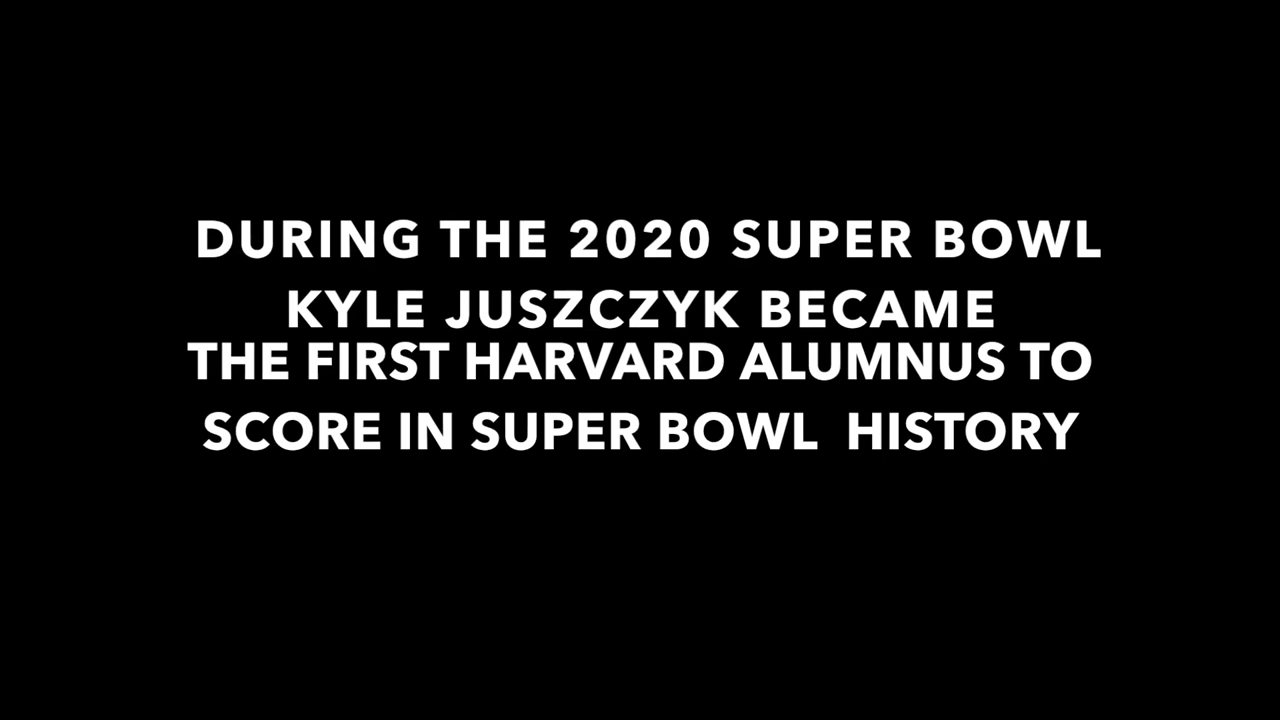 DURING THE 2020 SUPER BOWL
KYLE JUSZCZYK BECAME
THE FIRST HARVARD ALUMNUS TO
SCORE IN SUPER BOWL  HISTORY